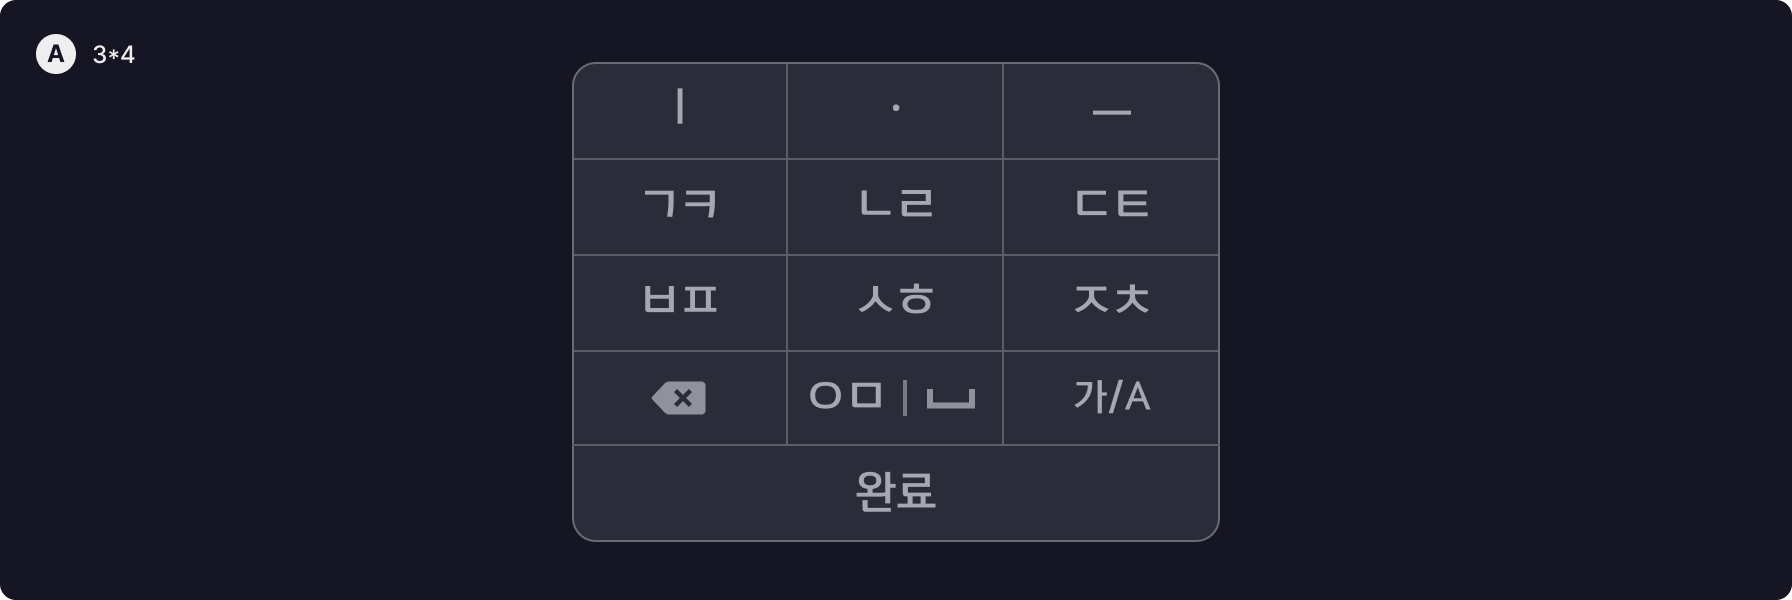 A 3*4
ㅣ · ㅡ
ㄱㅋ ㄴㄹ ㄷㅌ
ㅂㅍ ㅅㅎ ㅈㅊ
ㅇㅁ | 가/A
완료